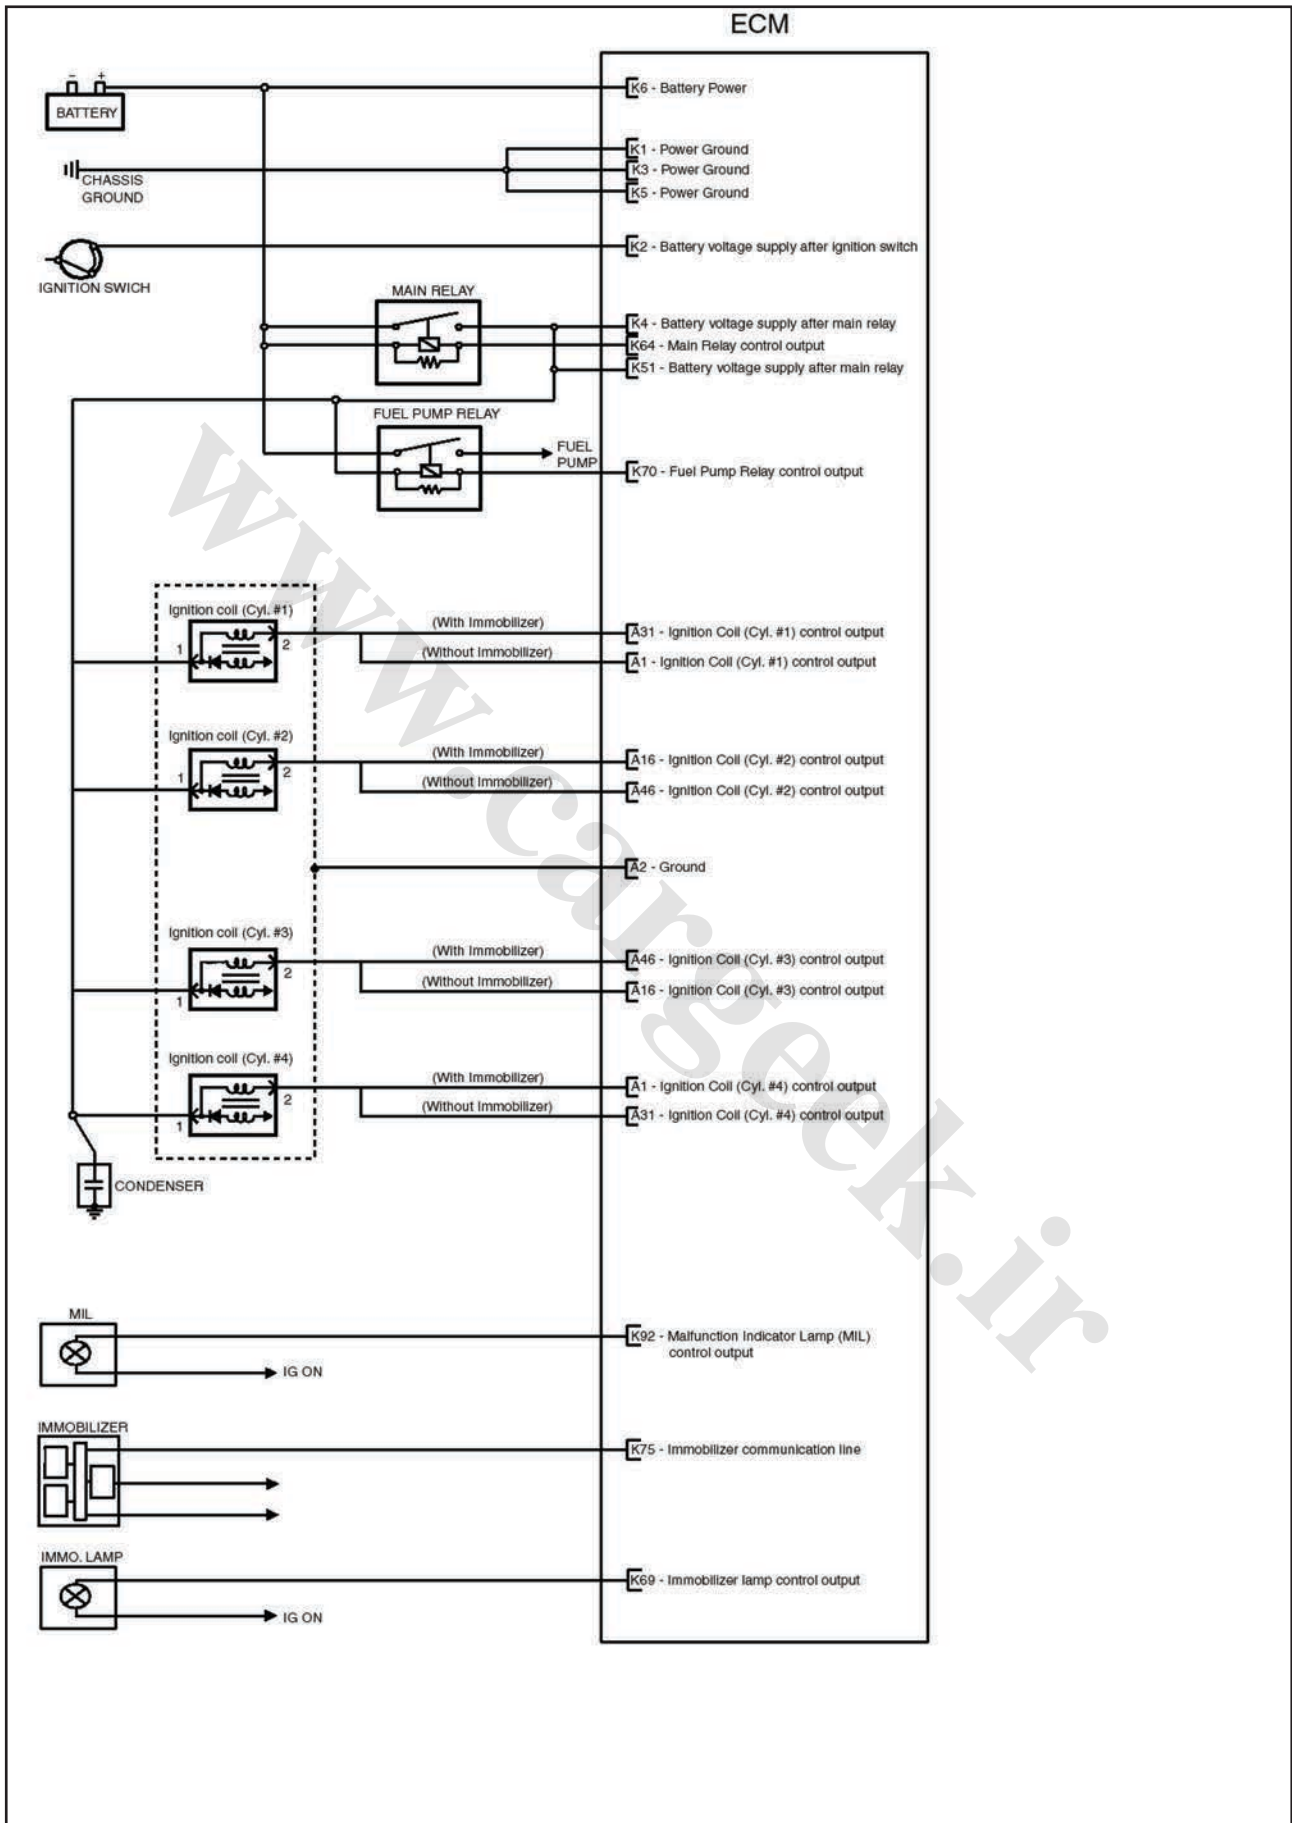 ECM
- +
BATTERY
K6 - Battery Power
K1 - Power Ground
K3 - Power Ground
K5 - Power Ground
CHASSIS
GROUND
K2 - Battery voltage supply after ignition switch
IGNITION SWICH
MAIN RELAY
K4 - Battery voltage supply after main relay
K64 - Main Relay control output
K51 - Battery voltage supply after main relay
FUEL PUMP RELAY
FUEL
PUMP
K70 - Fuel Pump Relay control output
Ignition coil (Cyl. #1)
1
2
(With Immobilizer)
A31 - Ignition Coil (Cyl. #1) control output
(Without Immobilizer)
A1 - Ignition Coil (Cyl. #1) control output
Ignition coil (Cyl. #2)
1
2
(With Immobilizer)
A16 - Ignition Coil (Cyl. #2) control output
(Without Immobilizer)
A46 - Ignition Coil (Cyl. #2) control output
A2 - Ground
Ignition coil (Cyl. #3)
1
2
(With Immobilizer)
A46 - Ignition Coil (Cyl. #3) control output
(Without Immobilizer)
A16 - Ignition Coil (Cyl. #3) control output
Ignition coil (Cyl. #4)
1
2
(With Immobilizer)
A1 - Ignition Coil (Cyl. #4) control output
(Without Immobilizer)
A31 - Ignition Coil (Cyl. #4) control output
CONDENSER
MIL
K92 - Malfunction Indicator Lamp (MIL)
control output
IG ON
IMMOBILIZER
K75 - Immobilizer communication line
IMMO. LAMP
K69 - Immobilizer lamp control output
IG ON
www.cargeek.ir